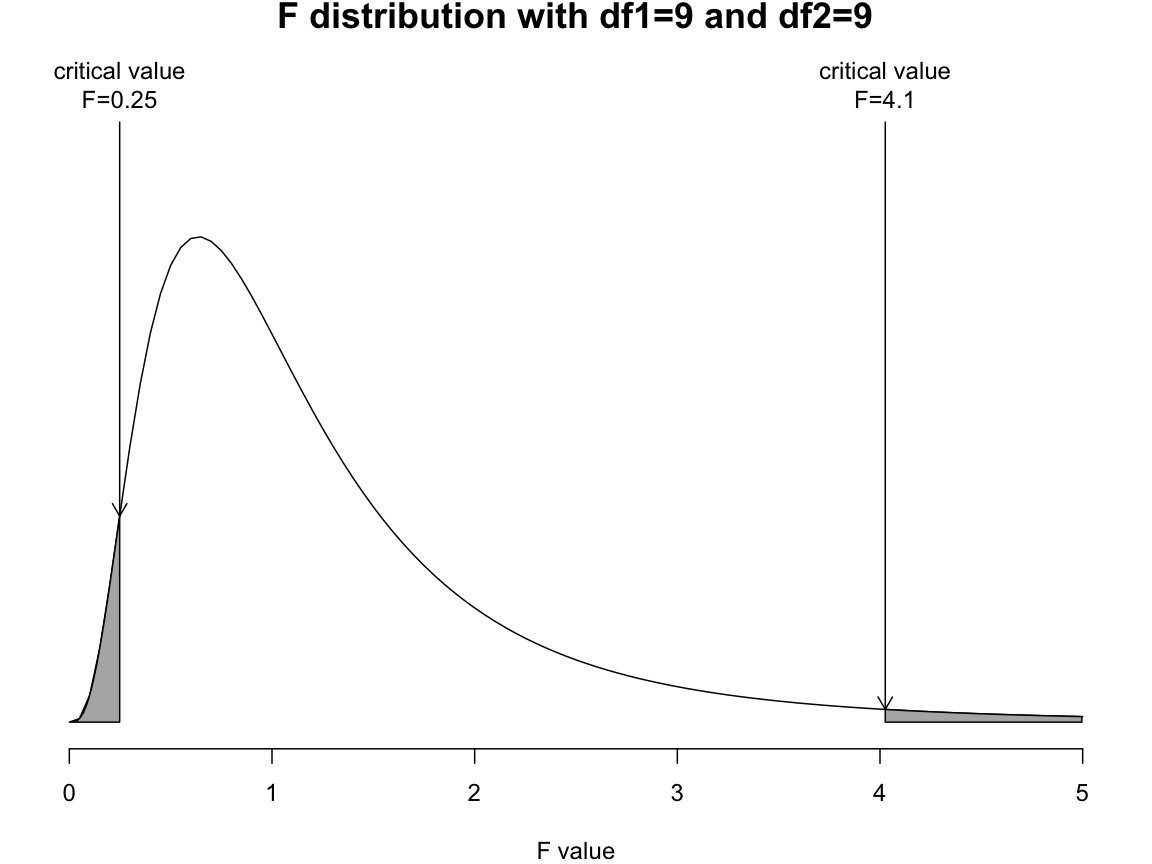 F distribution with df1=9 and df2=9
critical value
F=0.25
critical value
F=4.1
0 1 2 3 4 5
F value